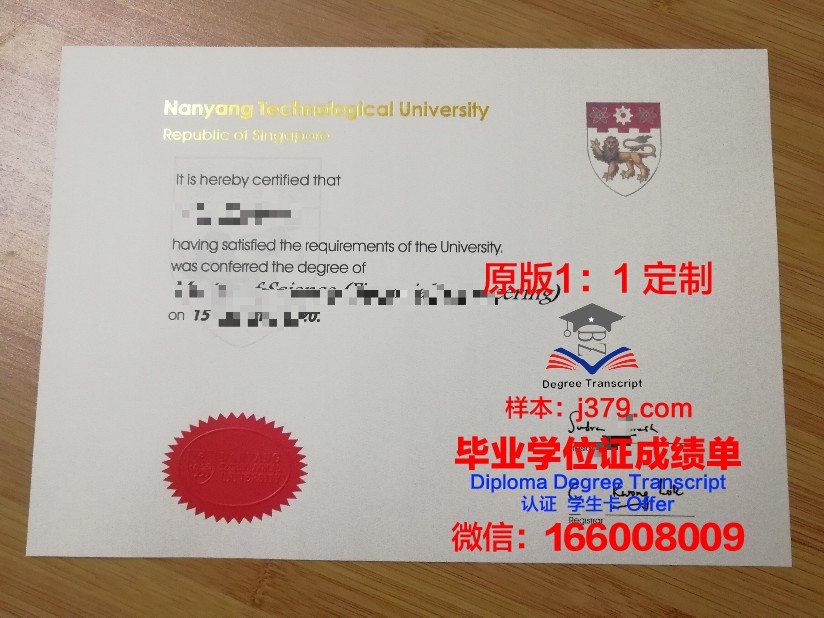 Nanyang Technological University
Republic of Singapore
It is hereby certified that
having satisfied the requirements of the University,
was conferred the degree of
原版1：1 定制
on 15
Degree Transcript
样本：j379.com
毕业学位证成绩单
Diploma Degree Transcript
认证 学生卡 Offer
Registrar
微信：166008009